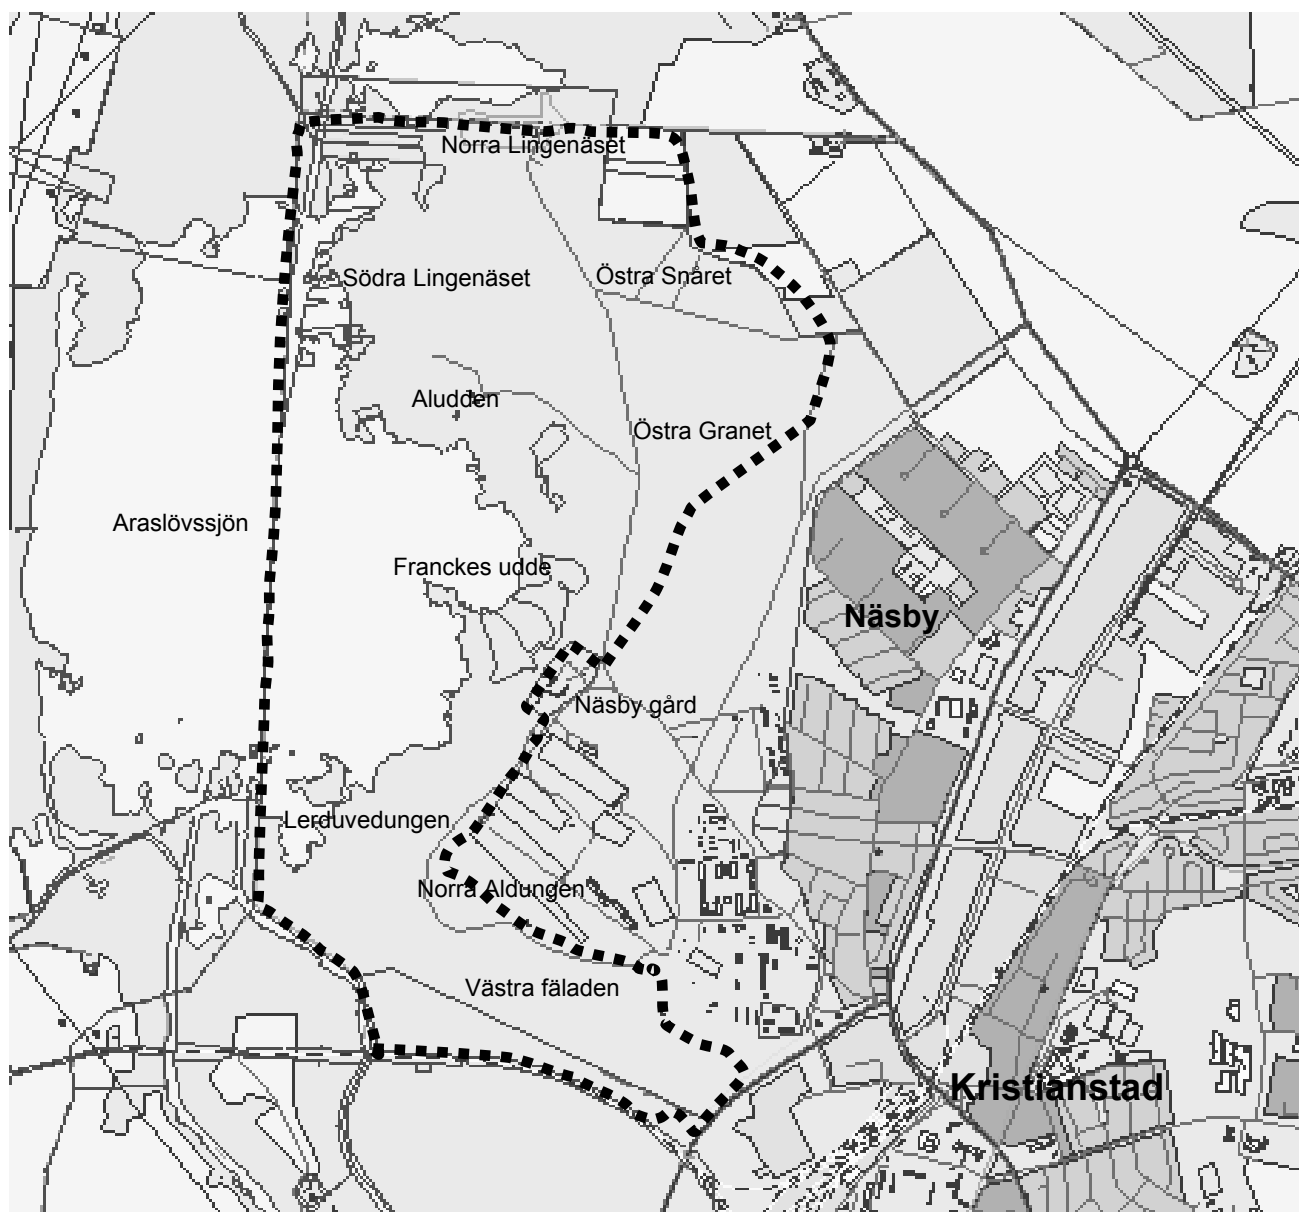 Norra Lingenäset
Södra Lingenäset
Östra Snåret
Aludden
Östra Granet
Araslövssjön
Franckes udde
Näsby
Näsby gård
Lerduvedungen
Norra Aldungen
Västra fäladen
Kristianstad